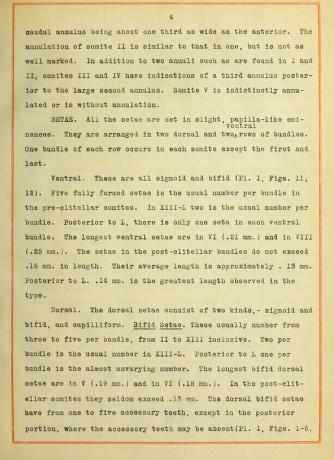 4
caudal annulus being about one third as wide as the anterior. The
annulation of somite II is similar to that in one, but is not as
well marked. In addition to two annuli such as are found in I and
II, somites III and IV have indications of a third annulus poster-
ior to the large second annulus. Somite V is indistinctly annu-
lated or is without annulation.
SETAE. All the setae are set in slight, papilla-like emi-
ventral
nences. They are arranged in two dorsal and two rows of bundles.
One bundle of each row occurs in each somite except the first and
last.
Ventral. These are all sigmoid and bifid (Pl. I, Figs. 11,
12). Five fully formed setae is the usual number per bundle in
the pre-clitellar somites. In XIII-L two is the usual number per
bundle. Posterior to L, there is only one seta in each ventral
bundle. The longest ventral setae are in VI (.21 mm.) and in VIII
(.25 mm.). The setae in the post-clitellar bundles do not exceed
.16 mm. in length. Their average length is approximately .13 mm.
Posterior to L. .14 mm. is the greatest length observed in the
type.
Dorsal. The dorsal setae consist of two kinds,- sigmoid and
bifid, and capilliform. Bifid Setae. These usually number from
three to five per bundle, from II to XIII inclusive. Two per
bundle is the usual number in XIII-L. Posterior to L one per
bundle is the almost unvarying number. The longest bifid dorsal
setae are in V (.19 mm.) and in VI (.18 mm.). In the post-clit-
ellar somites they seldom exceed .13 mm. The dorsal bifid setae
have from one to five accessory teeth, except in the posterior
portion, where the accessory teeth may be absent(Pl. I, Figs. 1-6,